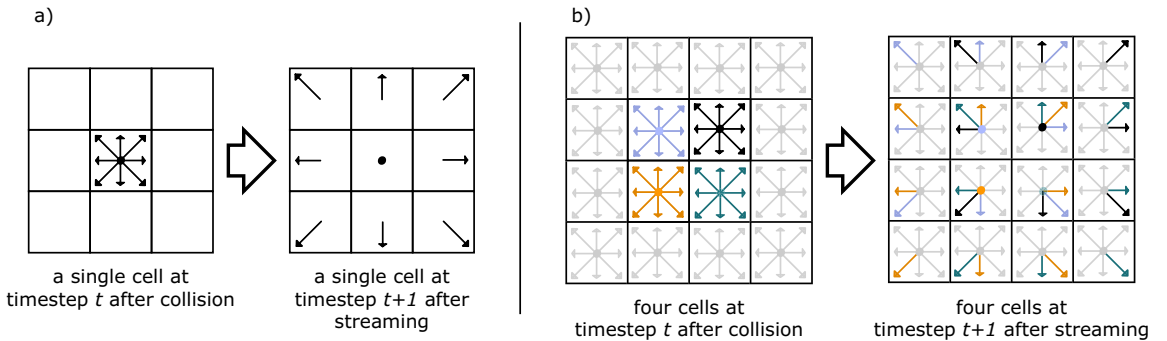 a)
a single cell at
timestep t after collision
a single cell at
timestep t+1 after
streaming
b)
four cells at
timestep t after collision
four cells at
timestep t+1 after streaming